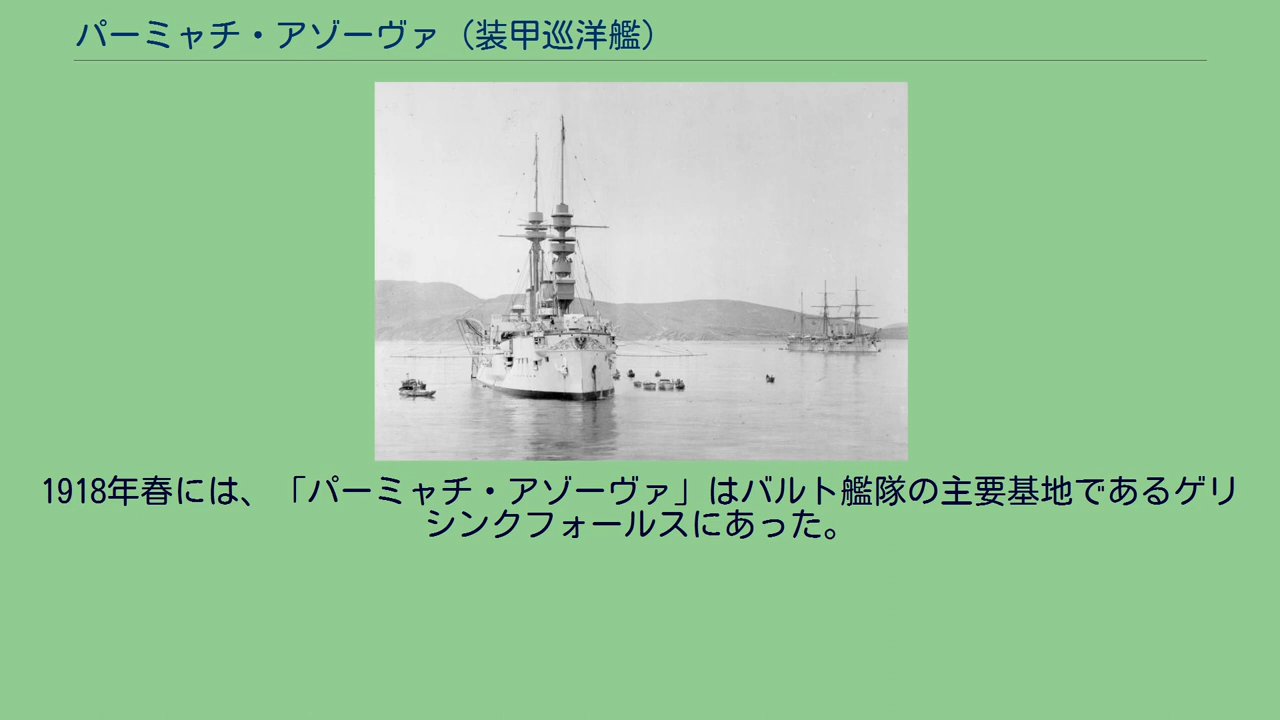 パーミャチ・アゾーヴァ（装甲巡洋艦）
1918年春には、「パーミャチ・アゾーヴァ」はバルト艦隊の主要基地であるゲリ
シンクフォールスにあった。